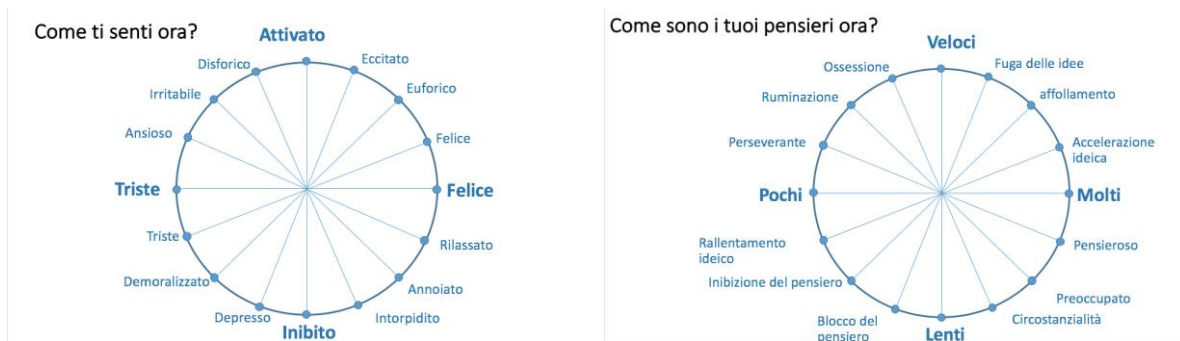 Come ti senti ora?
Attivato
Disforico
Eccitato
Irritabile
Euforico
Ansioso
Felice
Triste
Felice
Triste
Rilassato
Demoralizzato
Annoiato
Depresso
Intorpidito
Inibito
Come sono i tuoi pensieri ora?
Veloci
Ossessione
Fuga delle idee
Ruminazione
affollamento
Perseverante
Accelerazione
ideica
Pochi
Molti
Rallentamento
ideico
Pensieroso
Inibizione del pensiero
Preoccupato
Blocco del
pensiero
Circostanzialità
Lenti